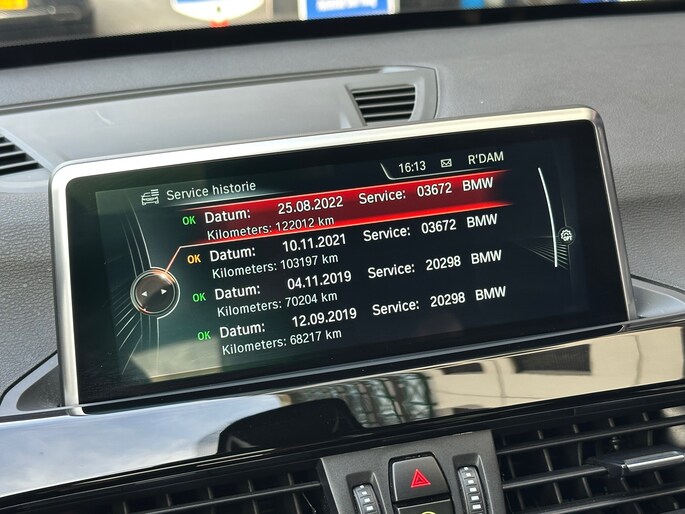 16:13 R'DAM
Service historie
OK Datum: 25.08.2022 Service: 03672 BMW
Kilometers: 122012 km
OK Datum: 10.11.2021 Service: 03672 BMW
Kilometers: 103197 km
OK Datum: 04.11.2019 Service: 20298 BMW
Kilometers: 70204 km
OK Datum: 12.09.2019 Service: 20298 BMW
Kilometers: 68217 km